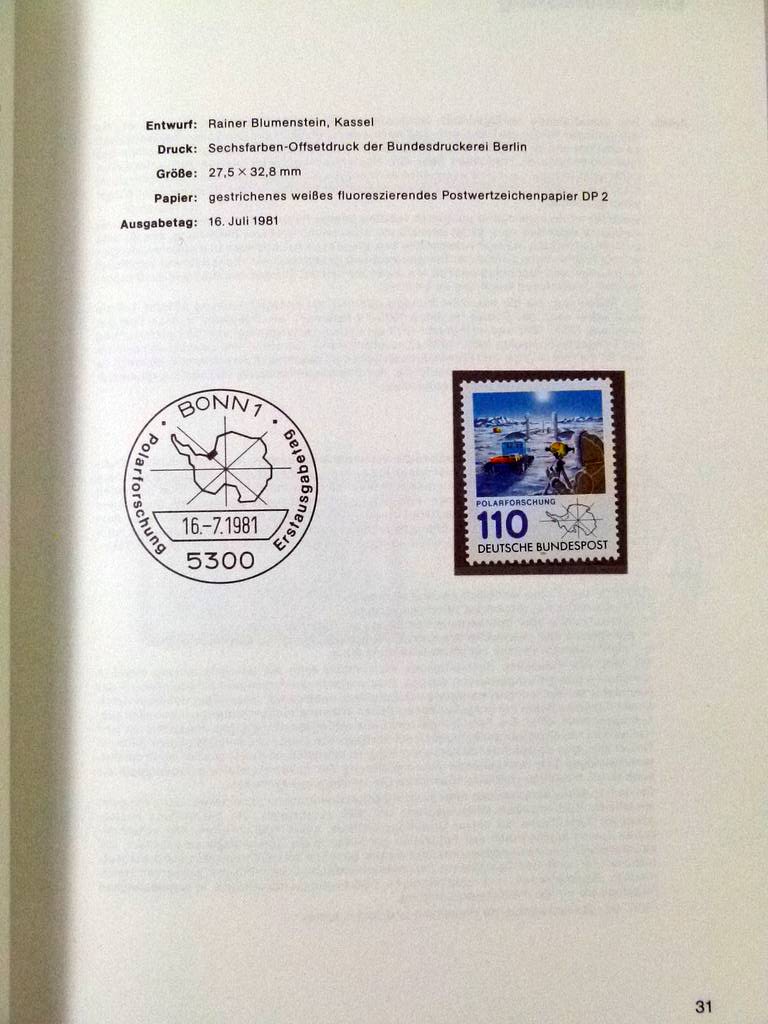 Entwurf: Rainer Blumenstein, Kassel
Druck: Sechsfarben-Offsetdruck der Bundesdruckerei Berlin
Größe: 27,5 × 32,8 mm
Papier: gestrichenes weißes fluoreszierendes Postwertzeichenpapier DP 2
Ausgabetag: 16. Juli 1981
• BONN 1 •
Polarforschung
Erstausgabetag
16.-7.1981
5300
POLARFORSCHUNG
110
DEUTSCHE BUNDESPOST
31